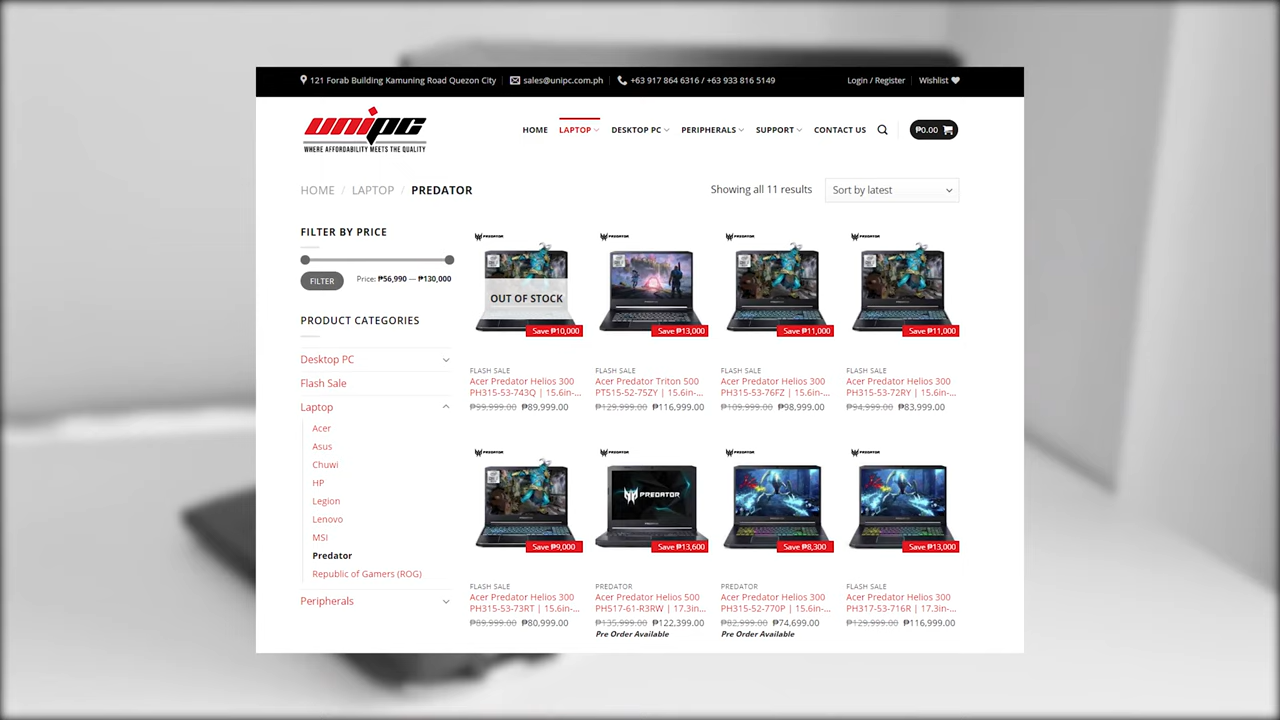 121 Forab Building Kamuning Road Quezon City
sales@unipc.com.ph
+63 917 864 6316 / +63 933 816 5149
Login / Register
Wishlist
unipc
WHERE AFFORDABILITY MEETS THE QUALITY
HOME
LAPTOP
DESKTOP PC
PERIPHERALS
SUPPORT
CONTACT US
₱0.00
HOME / LAPTOP / PREDATOR
Showing all 11 results
Sort by latest
FILTER BY PRICE
FILTER
Price: ₱56,990 — ₱130,000
PRODUCT CATEGORIES
Desktop PC
Flash Sale
Laptop
Acer
Asus
Chuwi
HP
Legion
Lenovo
MSI
Predator
Republic of Gamers (ROG)
Peripherals
PREDATOR
OUT OF STOCK
Save ₱10,000
FLASH SALE
Acer Predator Helios 300
PH315-53-743Q | 15.6in-...
₱99,999.00 ₱89,999.00
PREDATOR
Save ₱13,000
FLASH SALE
Acer Predator Triton 500
PT515-52-75ZY | 15.6in-...
₱129,999.00 ₱116,999.00
PREDATOR
Save ₱11,000
FLASH SALE
Acer Predator Helios 300
PH315-53-76FZ | 15.6in-...
₱109,999.00 ₱98,999.00
PREDATOR
Save ₱11,000
FLASH SALE
Acer Predator Helios 300
PH315-53-72RY | 15.6in-...
₱94,999.00 ₱83,999.00
PREDATOR
Save ₱9,000
FLASH SALE
Acer Predator Helios 300
PH315-53-73RT | 15.6in-...
₱89,999.00 ₱80,999.00
PREDATOR
PREDATOR
Save ₱13,600
PREDATOR
Acer Predator Helios 500
PH517-61-R3RW | 17.3in...
₱135,999.00 ₱122,399.00
Pre Order Available
PREDATOR
Save ₱8,300
PREDATOR
Acer Predator Helios 300
PH315-52-770P | 15.6in-...
₱82,999.00 ₱74,699.00
Pre Order Available
PREDATOR
Save ₱13,000
FLASH SALE
Acer Predator Helios 300
PH317-53-716R | 17.3in...
₱129,999.00 ₱116,999.00